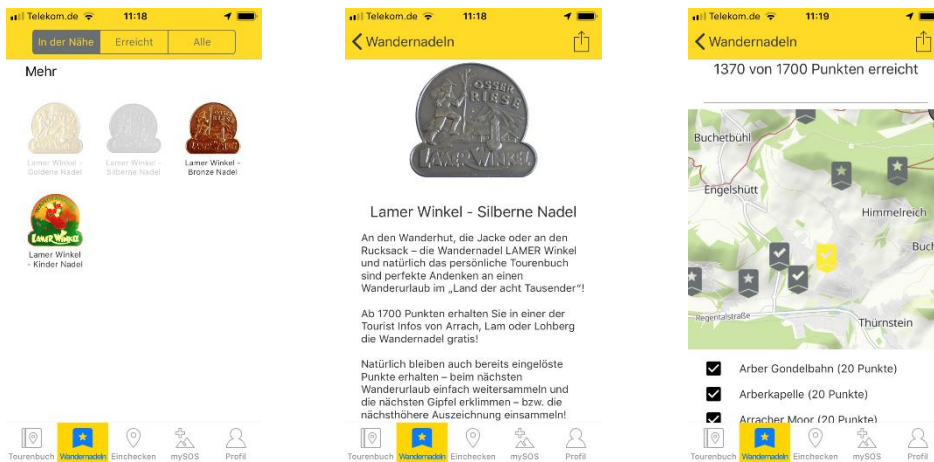 Telekom.de 11:18
In der Nähe Erreicht Alle
Mehr
Lamer Winkel -
Goldene Nadel
Lamer Winkel -
Silberne Nadel
Lamer Winkel -
Bronze Nadel
LAMER WINKEL
Lamer Winkel
- Kinder Nadel
Tourenbuch Wandernadeln Einchecken mySOS Profil
Telekom.de 11:18
Wandernadeln
OSSER
RIESE
LAMER WINKEL
Lamer Winkel - Silberne Nadel
An den Wanderhut, die Jacke oder an den
Rucksack – die Wandernadel LAMER Winkel
und natürlich das persönliche Tourenbuch
sind perfekte Andenken an einen
Wanderurlaub im „Land der acht Tausender“!
Ab 1700 Punkten erhalten Sie in einer der
Tourist Infos von Arrach, Lam oder Lohberg
die Wandernadel gratis!
Natürlich bleiben auch bereits eingelöste
Punkte erhalten – beim nächsten
Wanderurlaub einfach weitersammeln und
die nächsten Gipfel erklimmen – bzw. die
nächsthöhere Auszeichnung einsammeln!
Tourenbuch Wandernadeln Einchecken mySOS Profil
Telekom.de 11:19
Wandernadeln
1370 von 1700 Punkten erreicht
Buchetbühl
Engelshütt
Himmelreich
Buch
Regentalstraße
Thürnstein
Arber Gondelbahn (20 Punkte)
Arberkapelle (20 Punkte)
Arracher Moor (20 Punkte)
Tourenbuch Wandernadeln Einchecken mySOS Profil